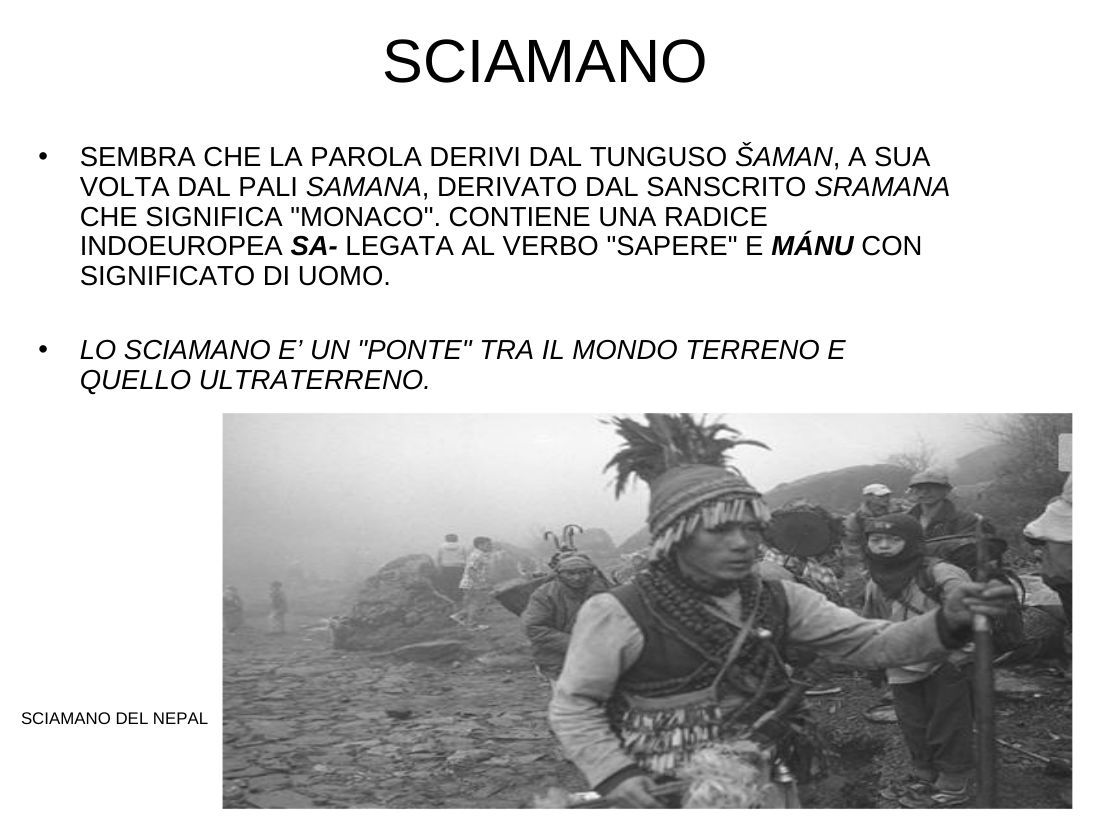 SCIAMANO
• SEMBRA CHE LA PAROLA DERIVI DAL TUNGUSO ŠAMAN, A SUA
VOLTA DAL PALI SAMANA, DERIVATO DAL SANSCRITO SRAMANA
CHE SIGNIFICA "MONACO". CONTIENE UNA RADICE
INDOEUROPEA SA- LEGATA AL VERBO "SAPERE" E MÁNU CON
SIGNIFICATO DI UOMO.
• LO SCIAMANO E’ UN "PONTE" TRA IL MONDO TERRENO E
QUELLO ULTRATERRENO.
SCIAMANO DEL NEPAL